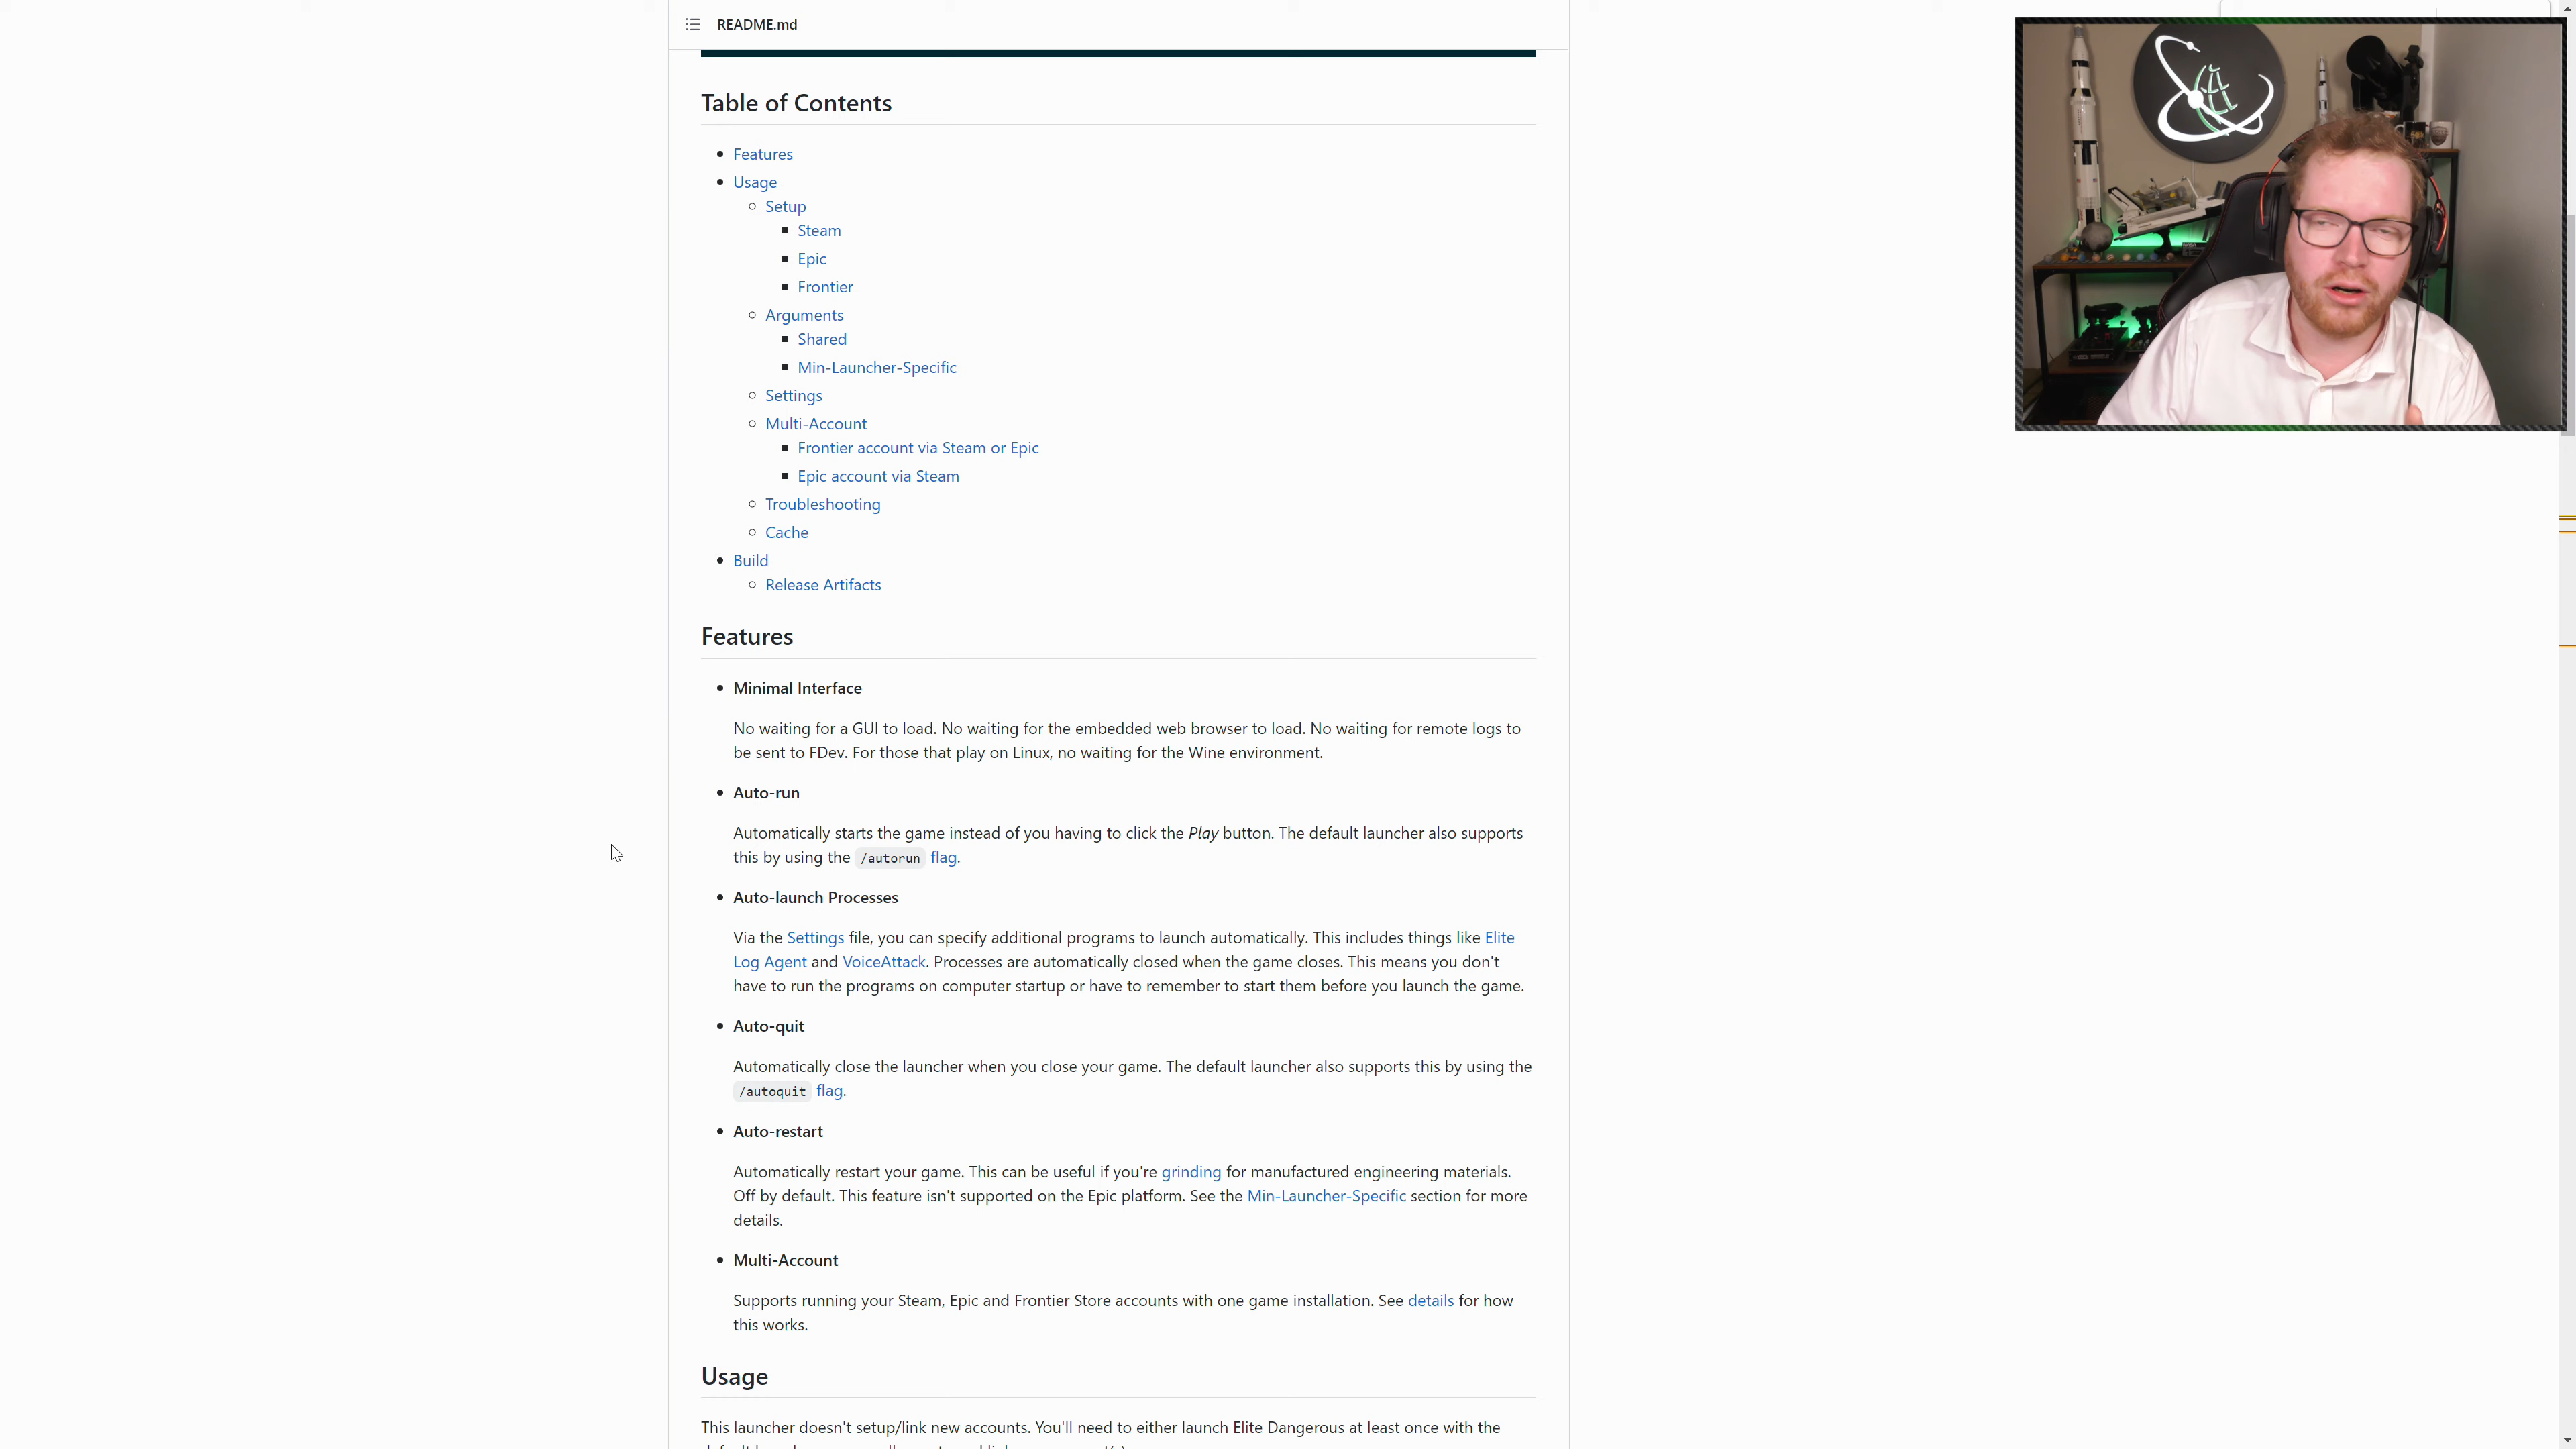 README.md
Table of Contents
Features
Usage
Setup
Steam
Epic
Frontier
Arguments
Shared
Min-Launcher-Specific
Settings
Multi-Account
Frontier account via Steam or Epic
Epic account via Steam
Troubleshooting
Cache
Build
Release Artifacts
Features
Minimal Interface
No waiting for a GUI to load. No waiting for the embedded web browser to load. No waiting for remote logs to
be sent to FDev. For those that play on Linux, no waiting for the Wine environment.
Auto-run
Automatically starts the game instead of you having to click the Play button. The default launcher also supports
this by using the /autorun flag.
Auto-launch Processes
Via the Settings file, you can specify additional programs to launch automatically. This includes things like Elite
Log Agent and VoiceAttack. Processes are automatically closed when the game closes. This means you don't
have to run the programs on computer startup or have to remember to start them before you launch the game.
Auto-quit
Automatically close the launcher when you close your game. The default launcher also supports this by using the
/autoquit flag.
Auto-restart
Automatically restart your game. This can be useful if you're grinding for manufactured engineering materials.
Off by default. This feature isn't supported on the Epic platform. See the Min-Launcher-Specific section for more
details.
Multi-Account
Supports running your Steam, Epic and Frontier Store accounts with one game installation. See details for how
this works.
Usage
This launcher doesn't setup/link new accounts. You'll need to either launch Elite Dangerous at least once with the